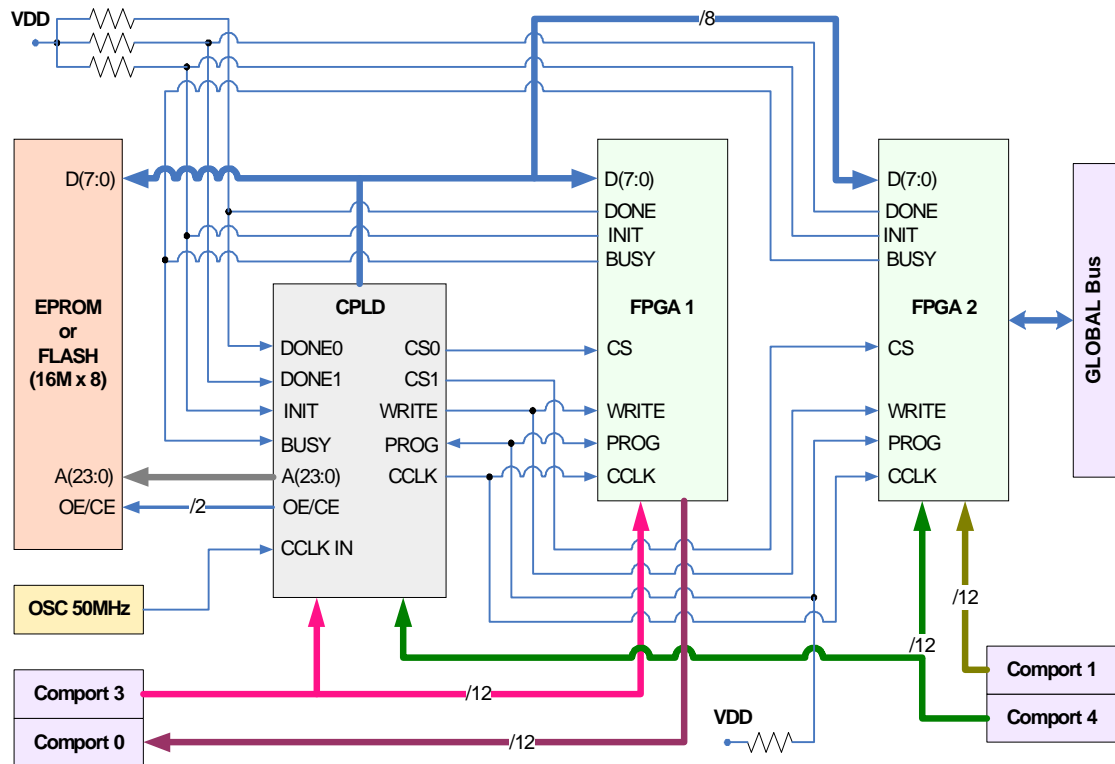 VDD
/8
D(7:0)
EPROM
or
FLASH
(16M x 8)
A(23:0)
OE/CE
/2
OSC 50MHz
Comport 3
Comport 0
CPLD
DONE0
DONE1
INIT
BUSY
A(23:0)
OE/CE
CCLK IN
CS0
CS1
WRITE
PROG
CCLK
D(7:0)
DONE
INIT
BUSY
FPGA 1
CS
WRITE
PROG
CCLK
D(7:0)
DONE
INIT
BUSY
FPGA 2
CS
WRITE
PROG
CCLK
GLOBAL Bus
/12
/12
/12
/12
VDD
Comport 1
Comport 4